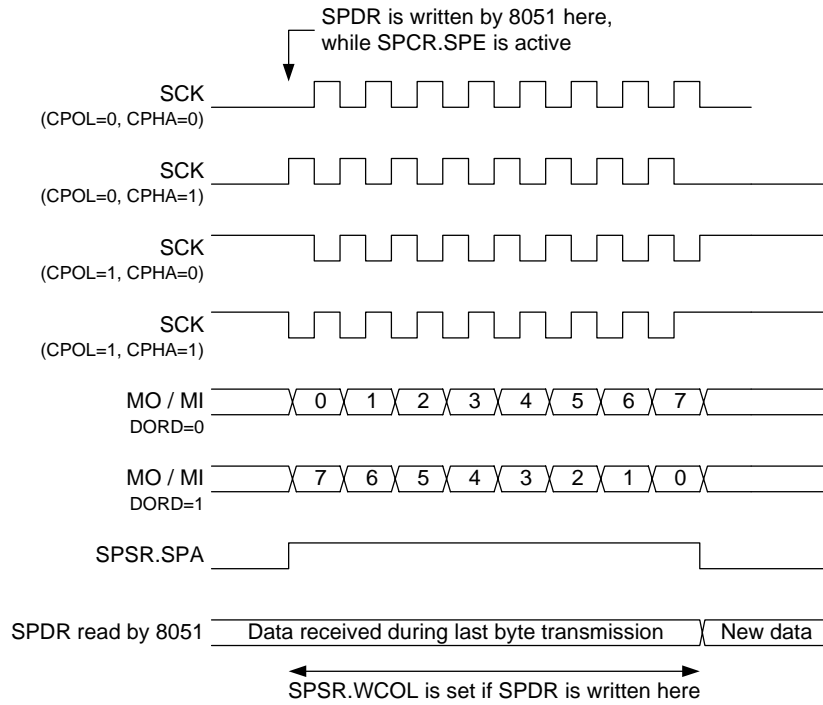 SPDR is written by 8051 here,
while SPCR.SPE is active
SCK
(CPOL=0, CPHA=0)
SCK
(CPOL=0, CPHA=1)
SCK
(CPOL=1, CPHA=0)
SCK
(CPOL=1, CPHA=1)
MO / MI 0 1 2 3 4 5 6 7
DORD=0
MO / MI 7 6 5 4 3 2 1 0
DORD=1
SPSR.SPA
SPDR read by 8051 Data received during last byte transmission New data
SPSR.WCOL is set if SPDR is written here